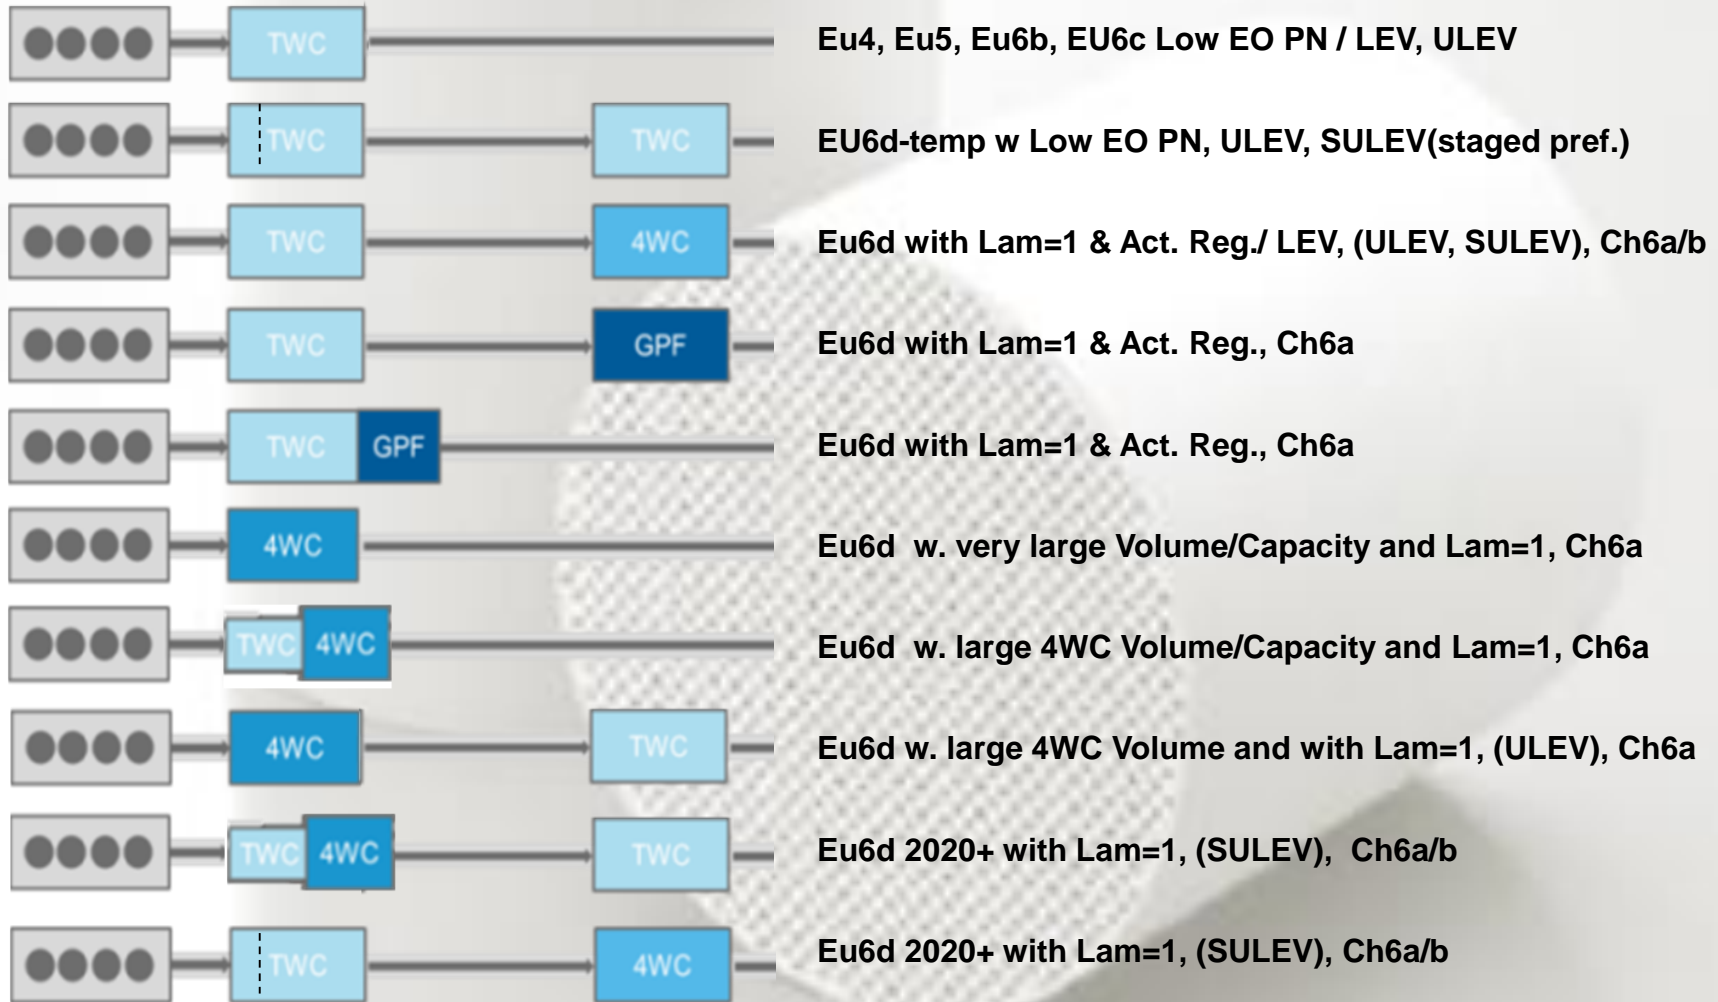 TWC Eu4, Eu5, Eu6b, EU6c Low EO PN / LEV, ULEV
TWC TWC EU6d-temp w Low EO PN, ULEV, SULEV(staged pref.)
TWC 4WC Eu6d with Lam=1 & Act. Reg./ LEV, (ULEV, SULEV), Ch6a/b
TWC GPF Eu6d with Lam=1 & Act. Reg., Ch6a
TWC GPF Eu6d with Lam=1 & Act. Reg., Ch6a
4WC Eu6d w. very large Volume/Capacity and Lam=1, Ch6a
TWC 4WC Eu6d w. large 4WC Volume/Capacity and Lam=1, Ch6a
4WC TWC Eu6d w. large 4WC Volume and with Lam=1, (ULEV), Ch6a
TWC 4WC TWC Eu6d 2020+ with Lam=1, (SULEV), Ch6a/b
TWC 4WC Eu6d 2020+ with Lam=1, (SULEV), Ch6a/b